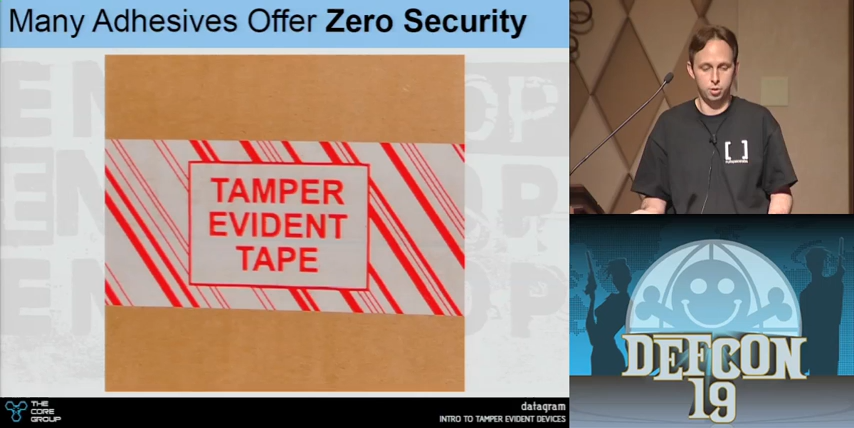 Many Adhesives Offer Zero Security
TAMPER
EVIDENT
TAPE
THE
CORE
GROUP
datagram
INTRO TO TAMPER EVIDENT DEVICES
DEFCON
19